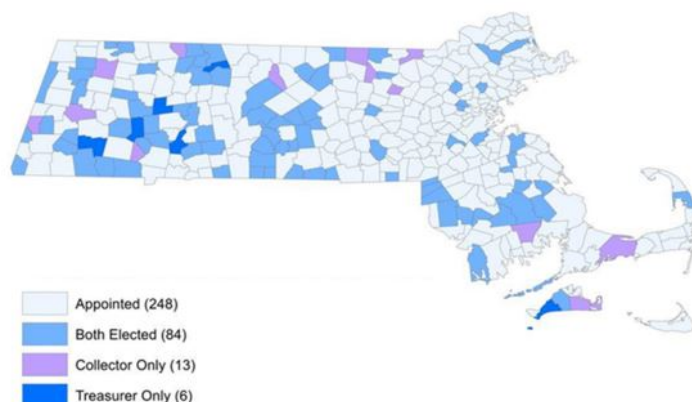 Appointed (248)
Both Elected (84)
Collector Only (13)
Treasurer Only (6)